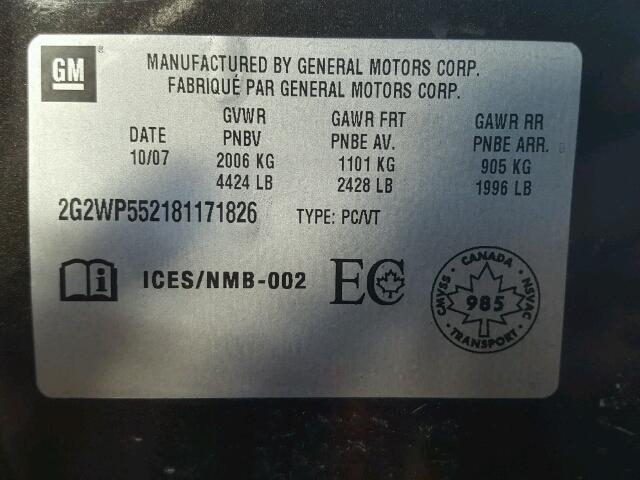 GM
MANUFACTURED BY GENERAL MOTORS CORP.
FABRIQUÉ PAR GENERAL MOTORS CORP.
GVWR GAWR FRT GAWR RR
DATE PNBV PNBE AV. PNBE ARR.
10/07 2006 KG 1101 KG 905 KG
4424 LB 2428 LB 1996 LB
2G2WP552181171826 TYPE: PC/VT
ICES/NMB-002 EC
CANADA
CMVSS 985 NSVAC
TRANSPORT